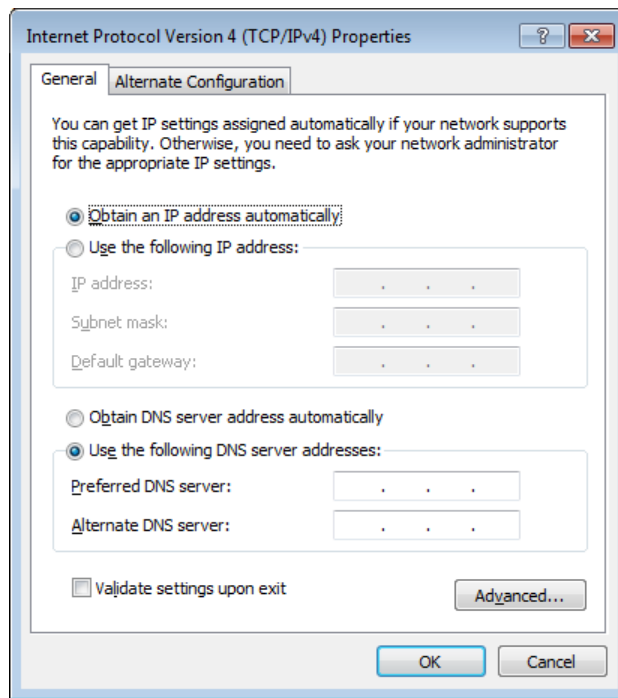 Internet Protocol Version 4 (TCP/IPv4) Properties
?
General
Alternate Configuration
You can get IP settings assigned automatically if your network supports
this capability. Otherwise, you need to ask your network administrator
for the appropriate IP settings.
Obtain an IP address automatically
Use the following IP address:
IP address:
Subnet mask:
Default gateway:
Obtain DNS server address automatically
Use the following DNS server addresses:
Preferred DNS server:
Alternate DNS server:
Validate settings upon exit
Advanced...
OK
Cancel